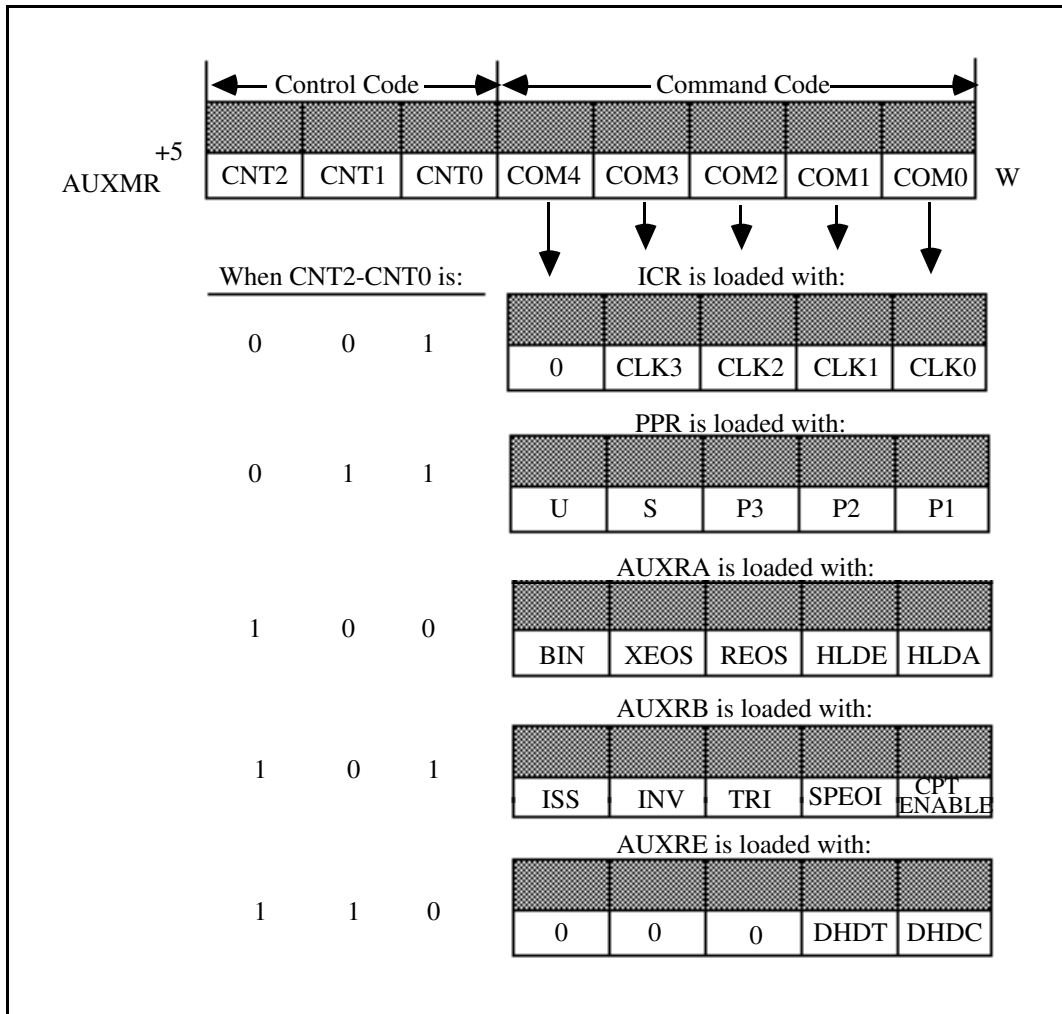 Control Code Command Code
+5
AUXMR CNT2 CNT1 CNT0 COM4 COM3 COM2 COM1 COM0 W
When CNT2-CNT0 is: ICR is loaded with:
0 0 1 0 CLK3 CLK2 CLK1 CLK0
PPR is loaded with:
0 1 1 U S P3 P2 P1
AUXRA is loaded with:
1 0 0 BIN XEOS REOS HLDE HLDA
AUXRB is loaded with:
1 0 1 ISS INV TRI SPEOI CPT ENABLE
AUXRE is loaded with:
1 1 0 0 0 0 DHDT DHDC